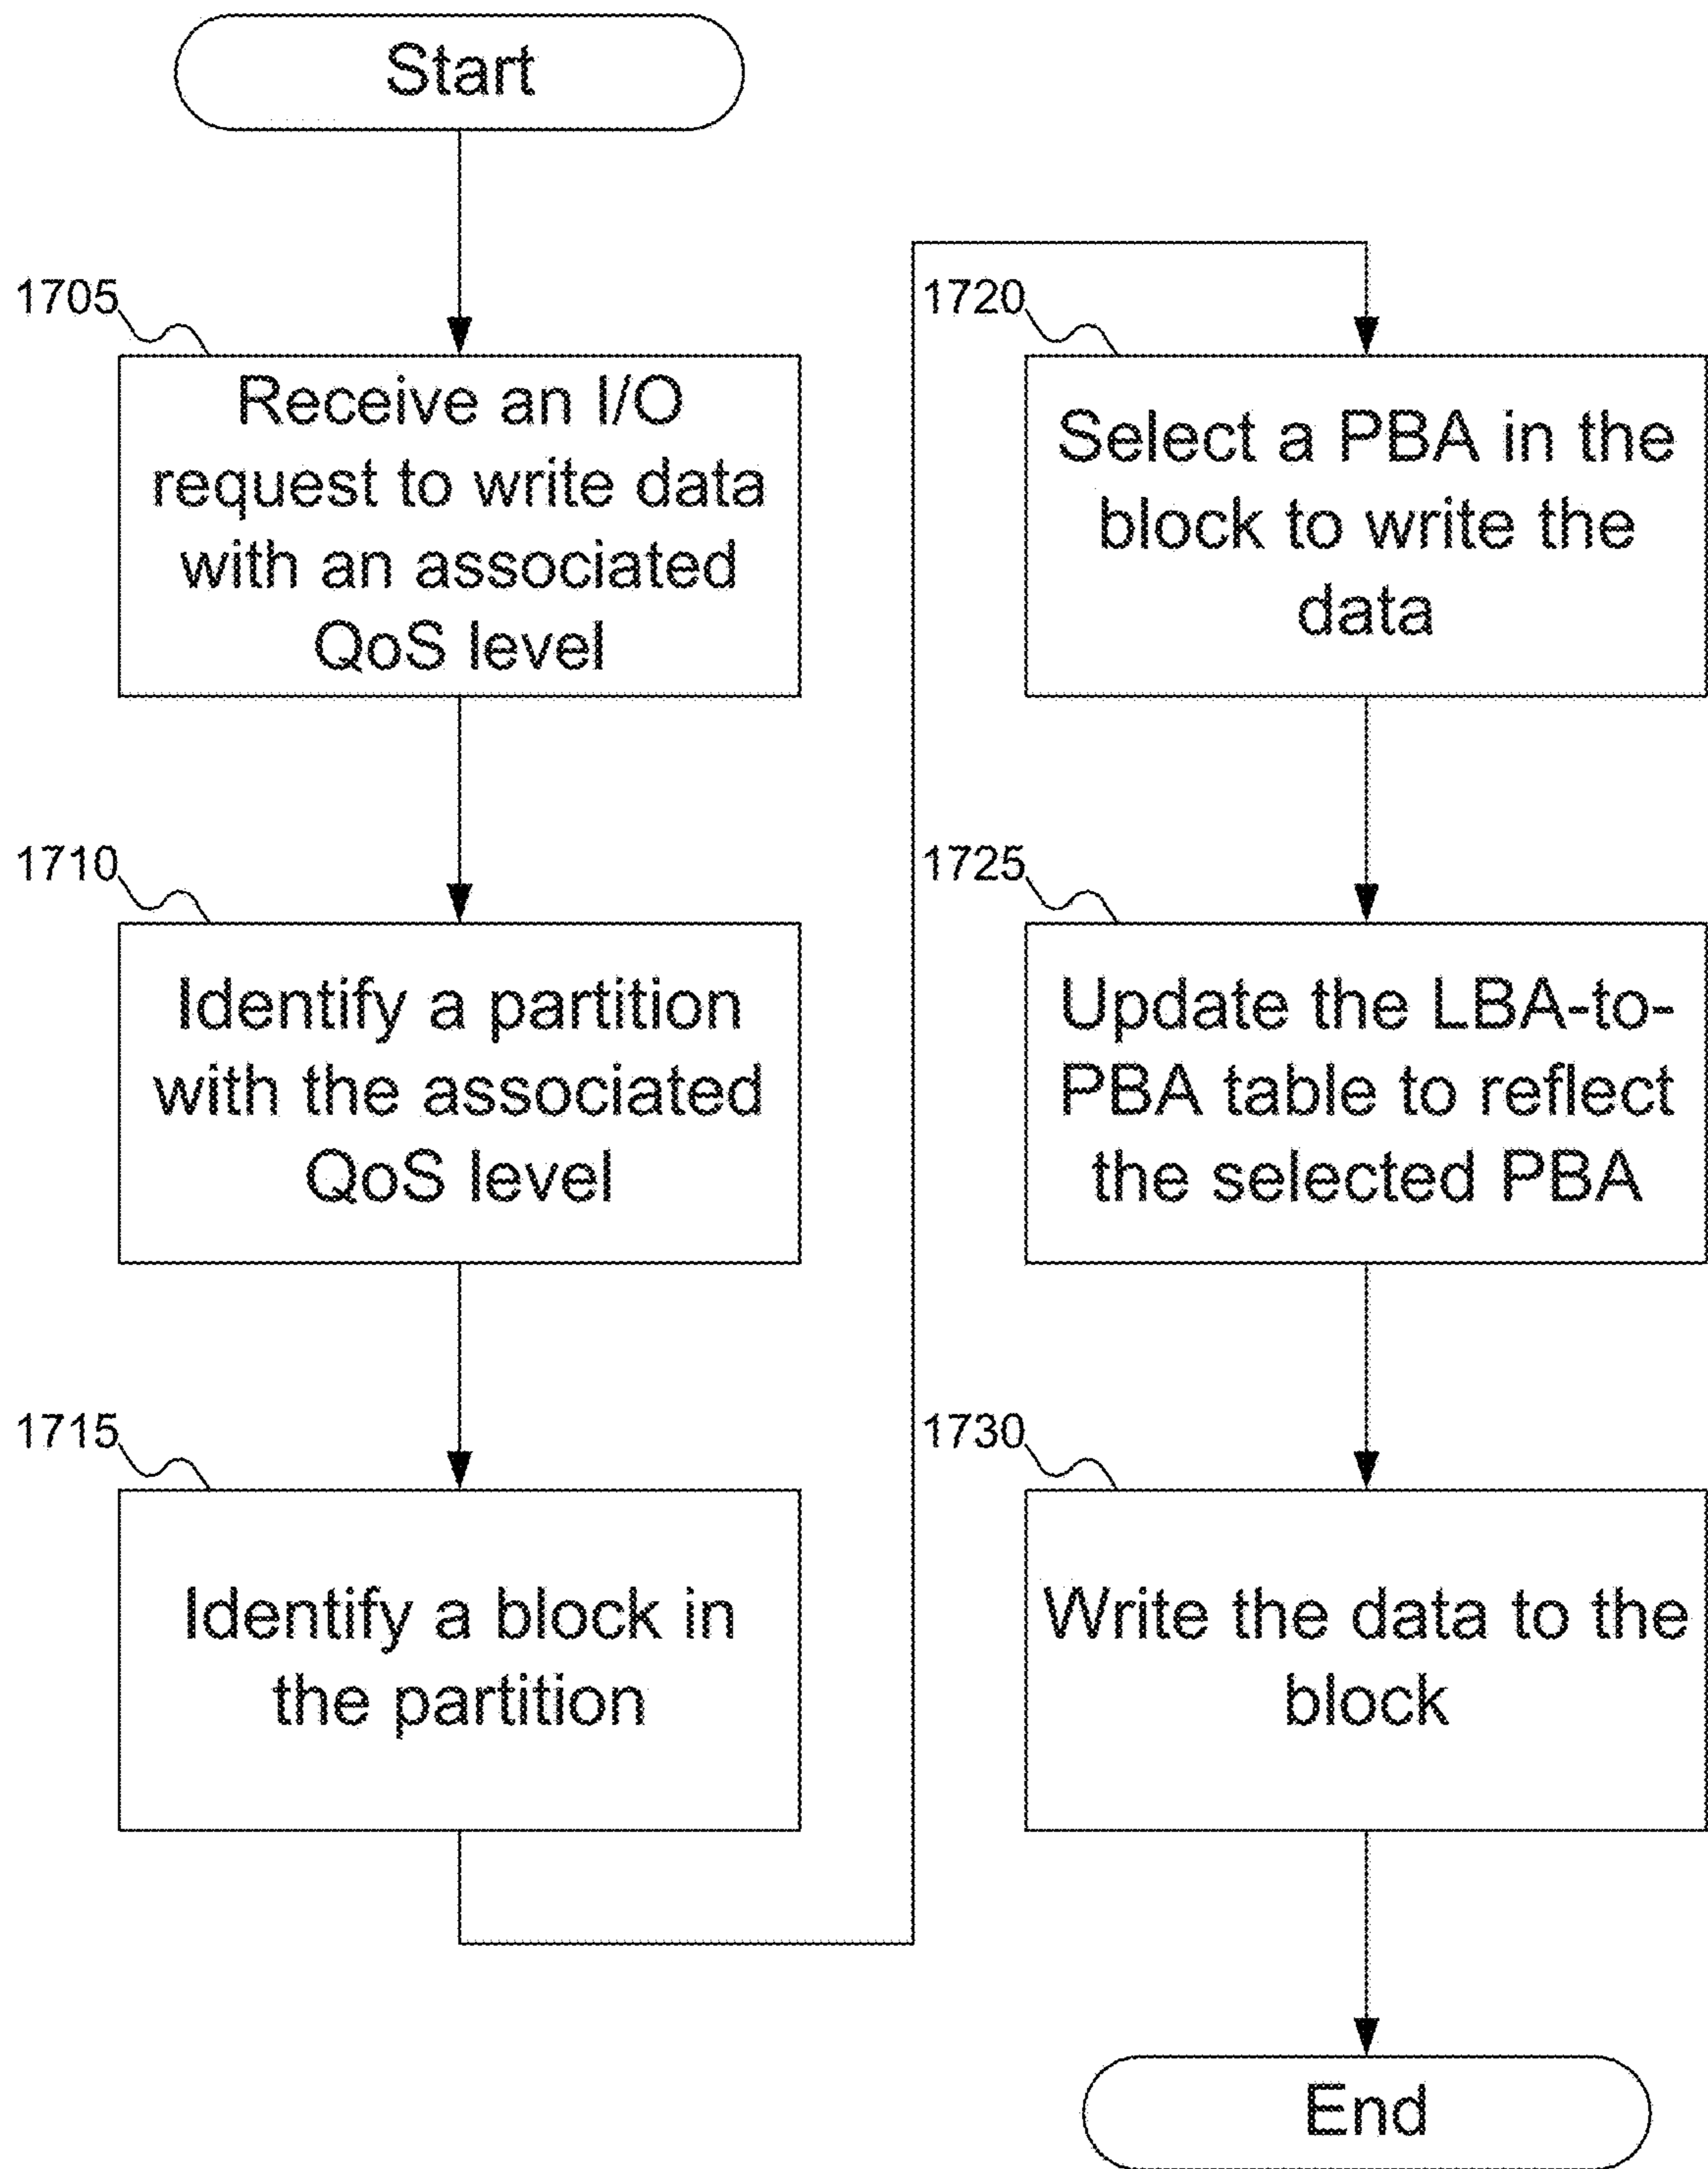 Start
1705
Receive an I/O
request to write data
with an associated
QoS level
1710
Identify a partition
with the associated
QoS level
1715
Identify a block in
the partition
1720
Select a PBA in the
block to write the
data
1725
Update the LBA-to-
PBA table to reflect
the selected PBA
1730
Write the data to the
block
End